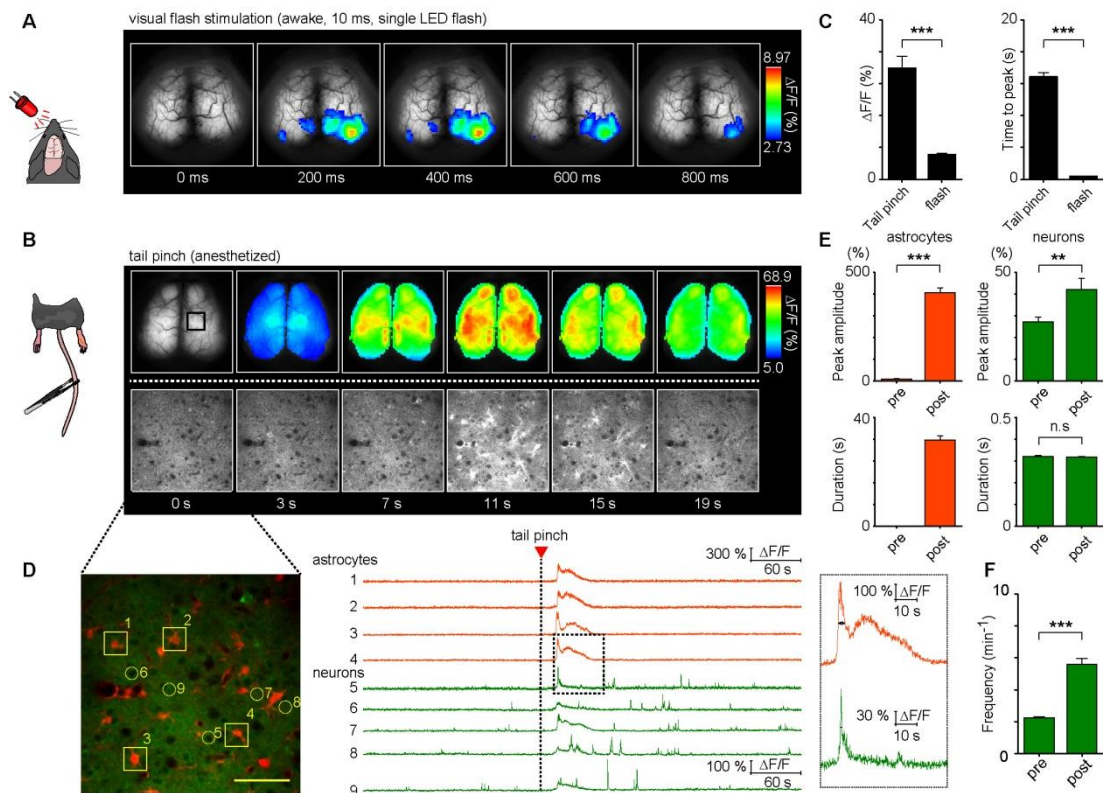 A
visual flash stimulation (awake, 10 ms, single LED flash)
0 ms 200 ms 400 ms 600 ms 800 ms
8.97
ΔF/F (%)
2.73
B
tail pinch (anesthetized)
68.9
ΔF/F (%)
5.0
0 s 3 s 7 s 11 s 15 s 19 s
C
ΔF/F (%)
40
0
***
Tail pinch
flash
Time to peak (s)
20
0
***
Tail pinch
flash
D
1
2
6
9
7
8
5
4
3
tail pinch
astrocytes
1
2
3
4
neurons
5
6
7
8
9
300 % ΔF/F
60 s
100 % ΔF/F
60 s
100 % ΔF/F
10 s
30 % ΔF/F
10 s
E
astrocytes
(%)
Peak amplitude
500
0
***
pre
post
neurons
(%)
Peak amplitude
50
0
**
pre
post
Duration (s)
40
0
pre
post
Duration (s)
0.5
0
n.s
pre
post
F
Frequency (min⁻¹)
10
0
***
pre
post